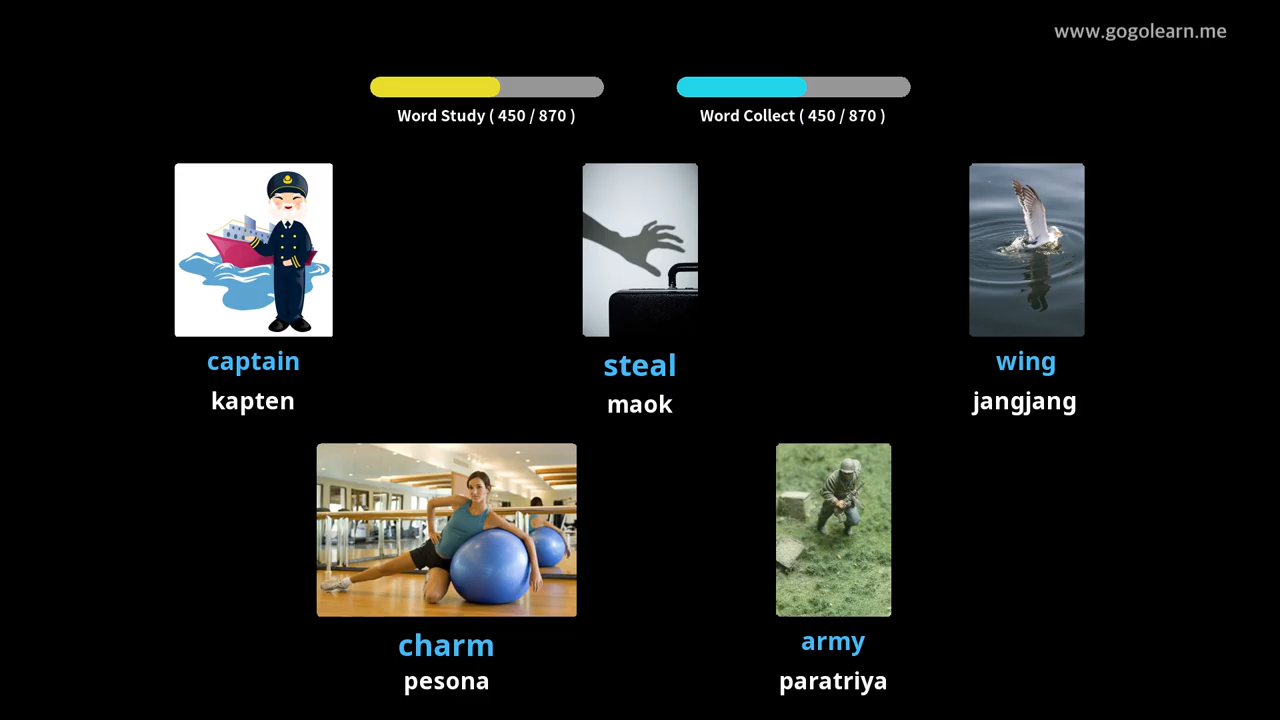 www.gogolearn.me
Word Study ( 450 / 870 )
Word Collect ( 450 / 870 )
captain
kapten
steal
maok
wing
jangjang
charm
pesona
army
paratriya